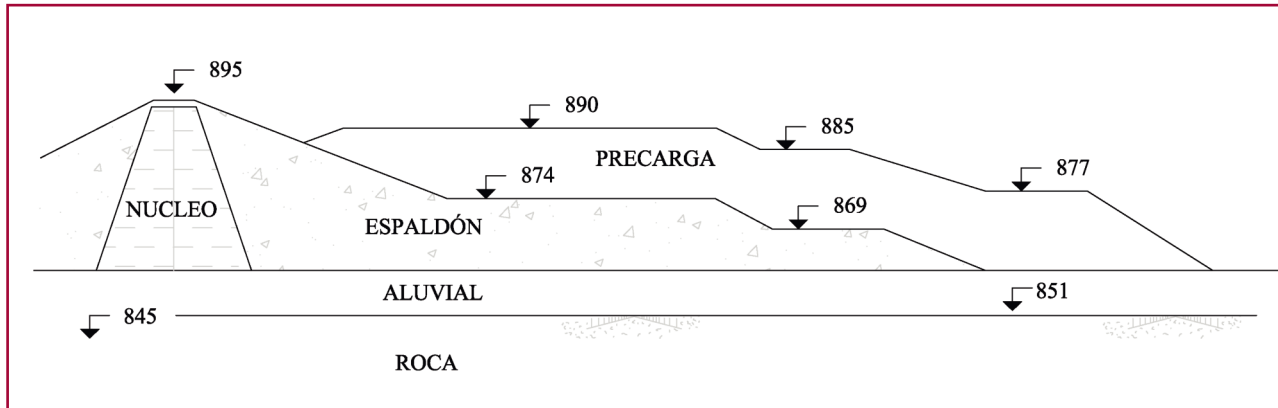 895
890
885
PRECARGA
877
874
NUCLEO
869
ESPALDÓN
ALUVIAL
851
845
ROCA